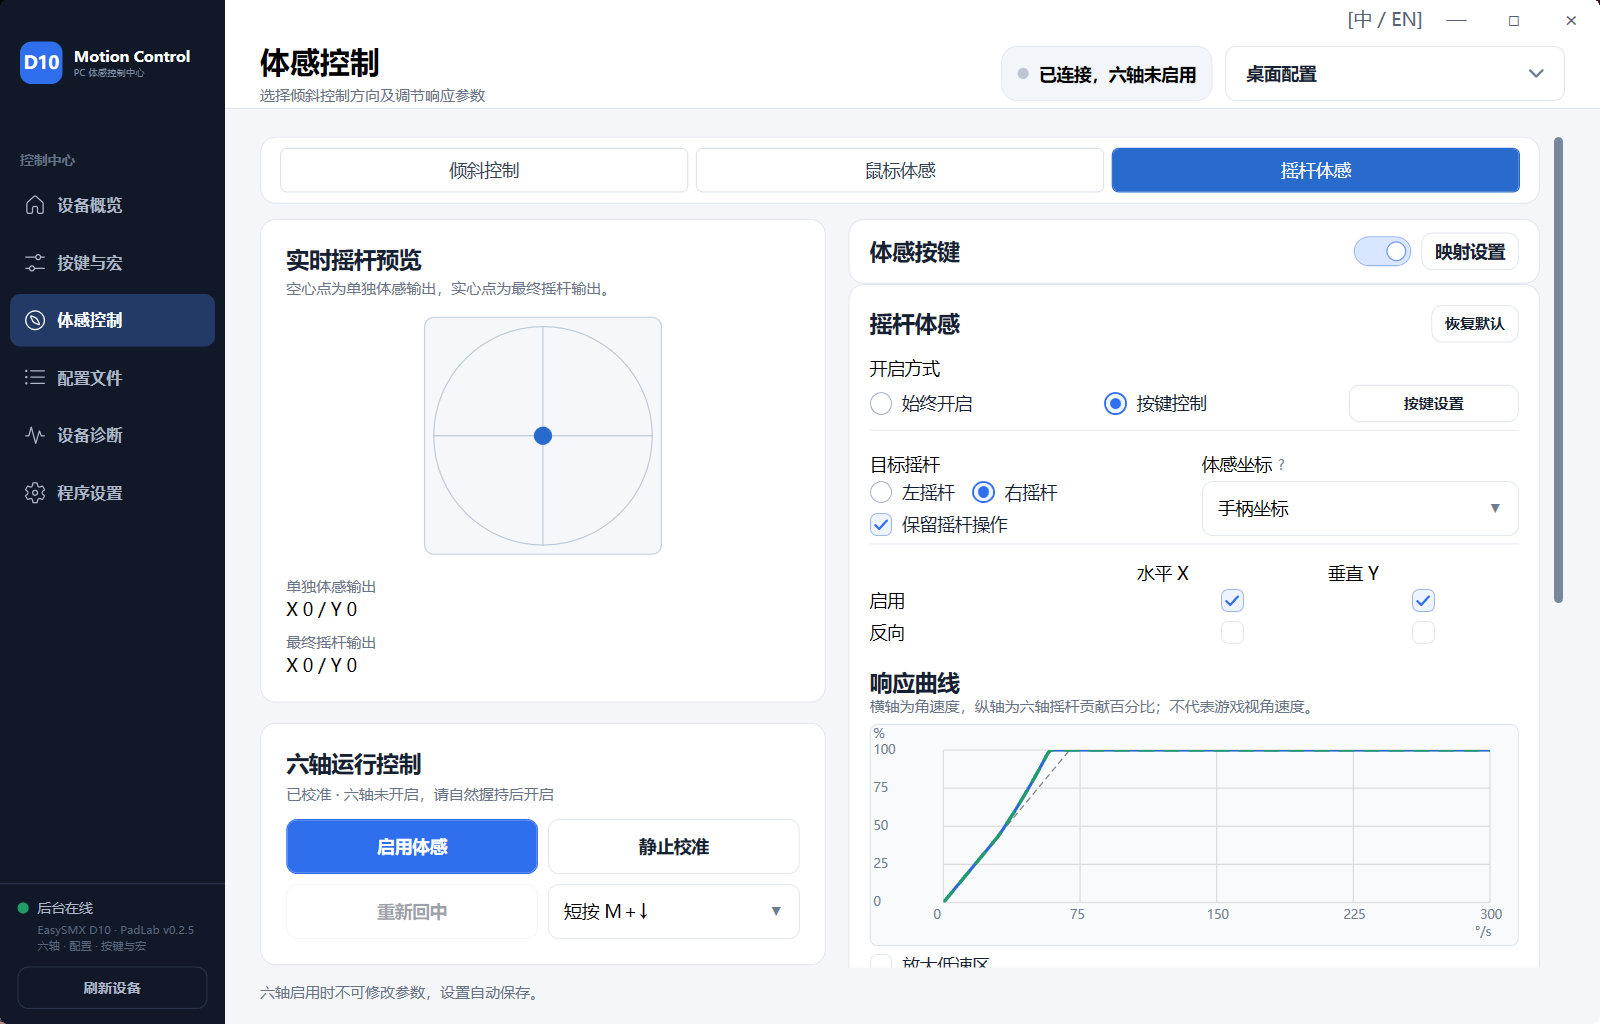 [中 / EN]
D10
Motion Control
PC 体感控制中心
体感控制
选择倾斜控制方向及调节响应参数
已连接，六轴未启用
桌面配置
控制中心
设备概览
按键与宏
体感控制
配置文件
设备诊断
程序设置
倾斜控制
鼠标体感
摇杆体感
实时摇杆预览
空心点为单独体感输出，实心点为最终摇杆输出。
单独体感输出
X 0 / Y 0
最终摇杆输出
X 0 / Y 0
六轴运行控制
已校准 · 六轴未开启，请自然握持后开启
启用体感
静止校准
重新回中
短按 M + ↓
体感按键
映射设置
摇杆体感
恢复默认
开启方式
始终开启
按键控制
按键设置
目标摇杆
左摇杆
右摇杆
保留摇杆操作
体感坐标 ?
手柄坐标
水平 X
垂直 Y
启用
反向
响应曲线
横轴为角速度，纵轴为六轴摇杆贡献百分比；不代表游戏视角速度。
%
100
75
50
25
0
0 75 150 225 300
°/s
放大低速区
后台在线
EasySMX D10 · PadLab v0.2.5
六轴 · 配置 · 按键与宏
刷新设备
六轴启用时不可修改参数，设置自动保存。